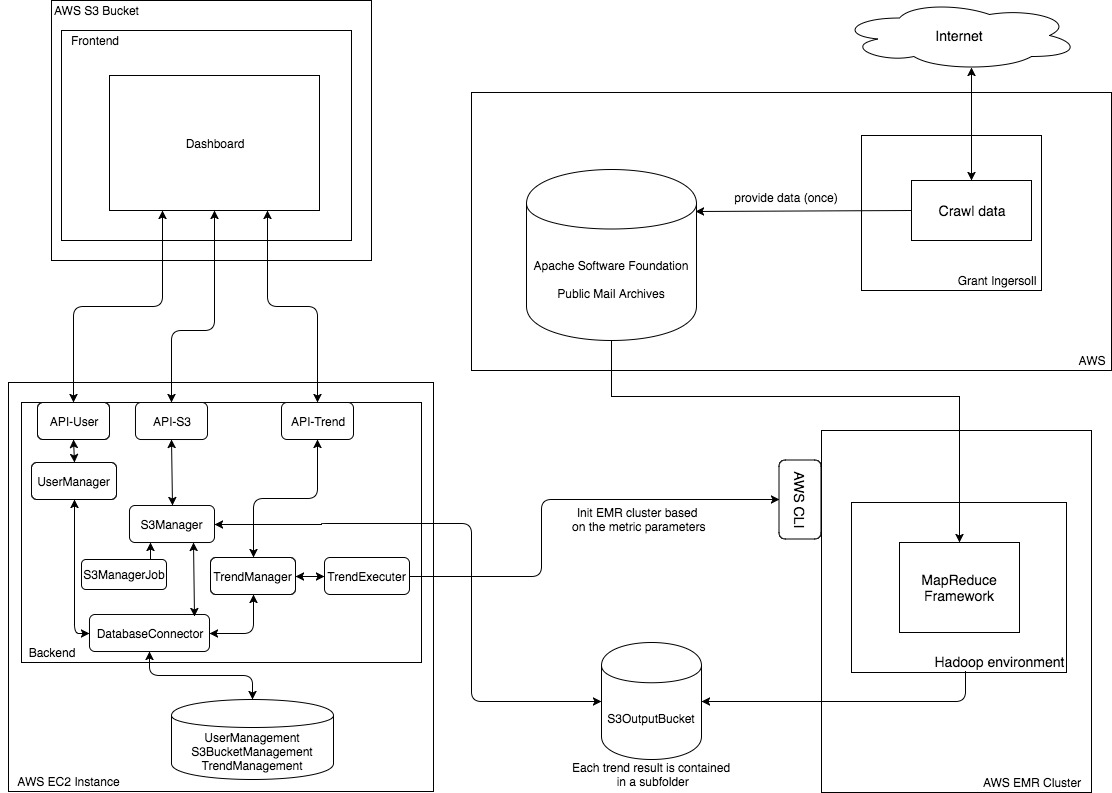 AWS S3 Bucket
Frontend
Dashboard
Internet
provide data (once)
Crawl data
Apache Software Foundation
Public Mail Archives
Grant Ingersoll
AWS
API-User
API-S3
API-Trend
UserManager
S3Manager
S3ManagerJob
TrendManager
TrendExecuter
DatabaseConnector
Backend
UserManagement
S3BucketManagement
TrendManagement
AWS EC2 Instance
Init EMR cluster based
on the metric parameters
AWS CLI
MapReduce
Framework
Hadoop environment
S3OutputBucket
Each trend result is contained
in a subfolder
AWS EMR Cluster